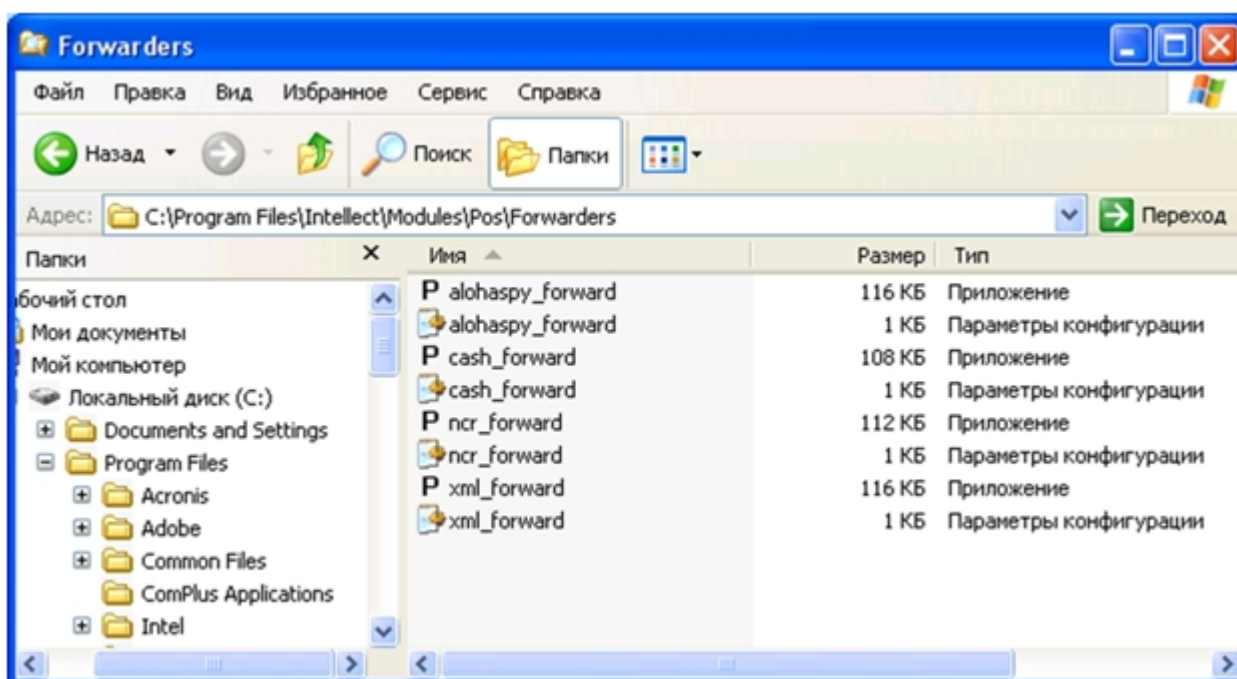 Forwarders
Файл Правка Вид Избранное Сервис Справка
Назад Поиск Папки
Адрес: C:\Program Files\Intellect\Modules\Pos\Forwarders Переход
Папки
бочий стол
Мои документы
Мой компьютер
Локальный диск (C:)
Documents and Settings
Program Files
Acronis
Adobe
Common Files
ComPlus Applications
Intel
Имя Размер Тип
P alohaspy_forward 116 КБ Приложение
alohaspy_forward 1 КБ Параметры конфигурации
P cash_forward 108 КБ Приложение
cash_forward 1 КБ Параметры конфигурации
P ncr_forward 112 КБ Приложение
ncr_forward 1 КБ Параметры конфигурации
P xml_forward 116 КБ Приложение
xml_forward 1 КБ Параметры конфигурации